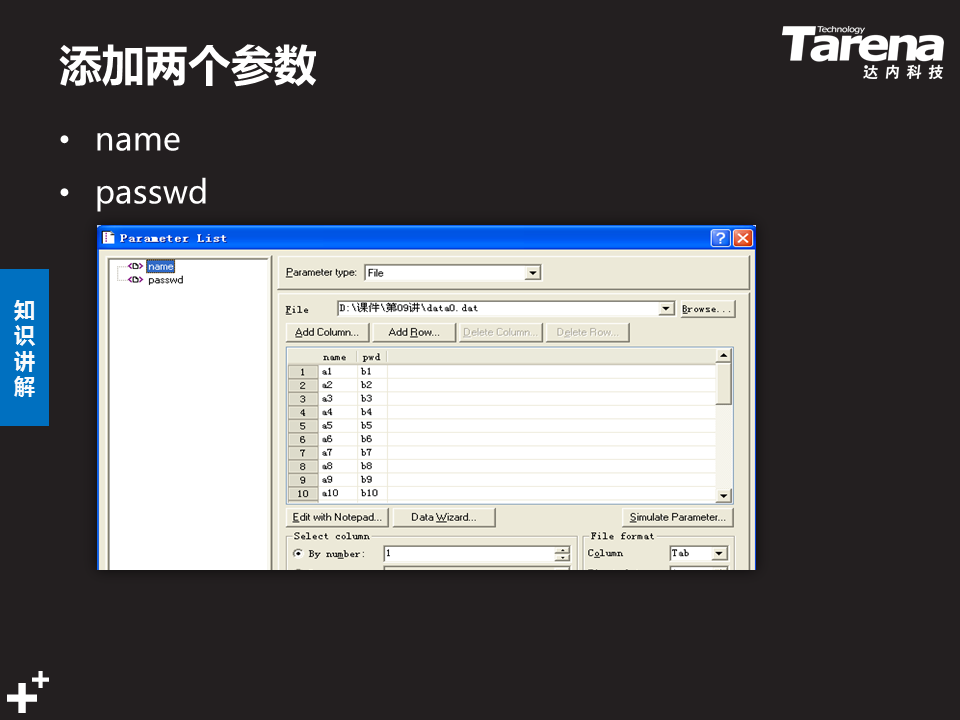 添加两个参数
Technology
Tarena
达内科技
• name
• passwd
知识讲解
Parameter List
name
passwd
Parameter type: File
File D:\课件\第09讲\data0.dat Browse...
Add Column... Add Row... Delete Column... Delete Row...
name pwd
1 a1 b1
2 a2 b2
3 a3 b3
4 a4 b4
5 a5 b5
6 a6 b6
7 a7 b7
8 a8 b8
9 a9 b9
10 a10 b10
Edit with Notepad... Data Wizard... Simulate Parameter...
Select column File format
By number: 1 Column Tab